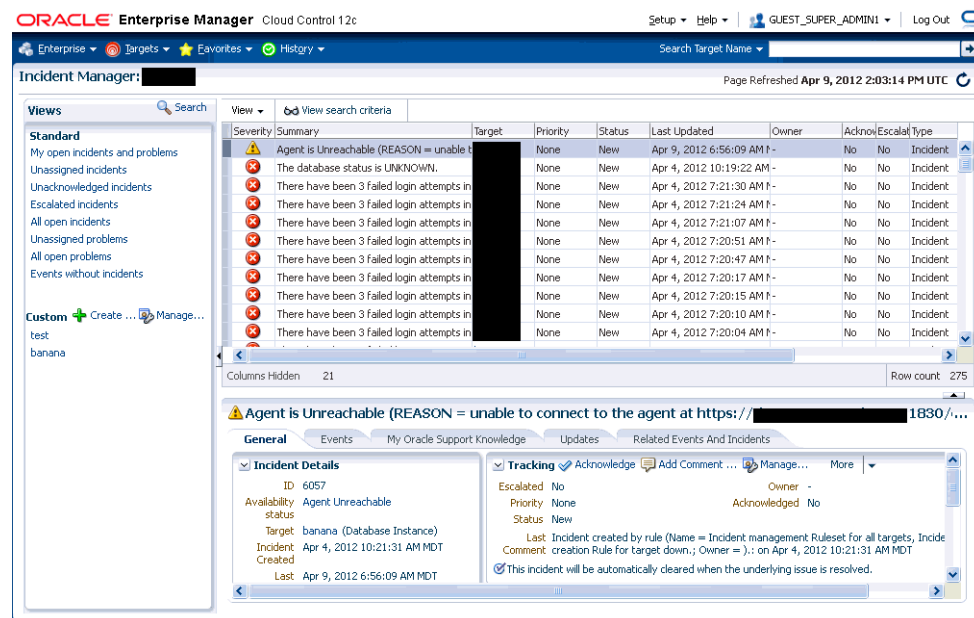 ORACLE Enterprise Manager Cloud Control 12c
Setup Help GUEST_SUPER_ADMIN1 Log Out
Enterprise Targets Favorites History Search Target Name
Incident Manager:
Page Refreshed Apr 9, 2012 2:03:14 PM UTC
Views Search
Standard
My open incidents and problems
Unassigned incidents
Unacknowledged incidents
Escalated incidents
All open incidents
Unassigned problems
All open problems
Events without incidents
Custom Create ... Manage...
test
banana
View View search criteria
Severity Summary Target Priority Status Last Updated Owner Acknov Escalat Type
Agent is Unreachable (REASON = unable t None New Apr 9, 2012 6:56:09 AM M - No No Incident
The database status is UNKNOWN. None New Apr 4, 2012 10:19:22 AM - No No Incident
There have been 3 failed login attempts in None New Apr 4, 2012 7:21:30 AM M - No No Incident
There have been 3 failed login attempts in None New Apr 4, 2012 7:21:24 AM M - No No Incident
There have been 3 failed login attempts in None New Apr 4, 2012 7:21:07 AM M - No No Incident
There have been 3 failed login attempts in None New Apr 4, 2012 7:20:51 AM M - No No Incident
There have been 3 failed login attempts in None New Apr 4, 2012 7:20:47 AM M - No No Incident
There have been 3 failed login attempts in None New Apr 4, 2012 7:20:17 AM M - No No Incident
There have been 3 failed login attempts in None New Apr 4, 2012 7:20:15 AM M - No No Incident
There have been 3 failed login attempts in None New Apr 4, 2012 7:20:10 AM M - No No Incident
There have been 3 failed login attempts in None New Apr 4, 2012 7:20:04 AM M - No No Incident
Columns Hidden 21 Row count 275
Agent is Unreachable (REASON = unable to connect to the agent at https:// 1830/...
General Events My Oracle Support Knowledge Updates Related Events And Incidents
Incident Details
ID 6057
Availability status Agent Unreachable
Target banana (Database Instance)
Incident Created Apr 4, 2012 10:21:31 AM MDT
Last Apr 9, 2012 6:56:09 AM MDT
Tracking Acknowledge Add Comment ... Manage... More
Escalated No Owner -
Priority None Acknowledged No
Status New
Last Comment Incident created by rule (Name = Incident management Ruleset for all targets, Incide
creation Rule for target down.; Owner = ).: on Apr 4, 2012 10:21:31 AM MDT
This incident will be automatically cleared when the underlying issue is resolved.